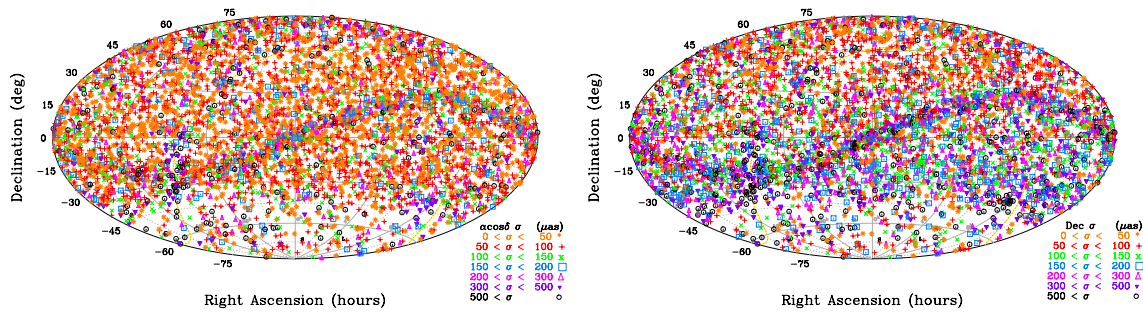 75
60
45
30
15
0
-15
-30
-45
-60
-75
Declination (deg)
Right Ascension (hours)
αcosδ σ (μas)
0 < σ < 50 *
50 < σ < 100 +
100 < σ < 150 x
150 < σ < 200 □
200 < σ < 300 △
300 < σ < 500 ▼
500 < σ o
75
60
45
30
15
0
-15
-30
-45
-60
-75
Declination (deg)
Right Ascension (hours)
Dec σ (μas)
0 < σ < 50 *
50 < σ < 100 +
100 < σ < 150 x
150 < σ < 200 □
200 < σ < 300 △
300 < σ < 500 ▼
500 < σ o